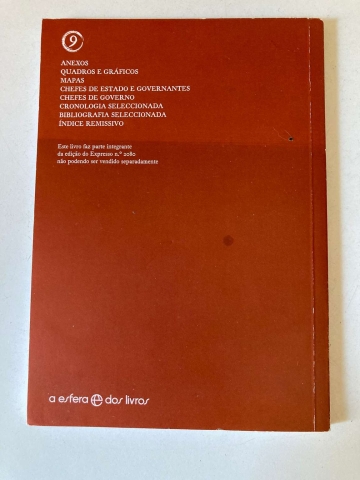 9
ANEXOS
QUADROS E GRÁFICOS
MAPAS
CHEFES DE ESTADO E GOVERNANTES
CHEFES DE GOVERNO
CRONOLOGIA SELECCIONADA
BIBLIOGRAFIA SELECCIONADA
ÍNDICE REMISSIVO
Este livro faz parte integrante
da edição do Expresso n.º 2080
não podendo ser vendido separadamente
a esfera dos livros